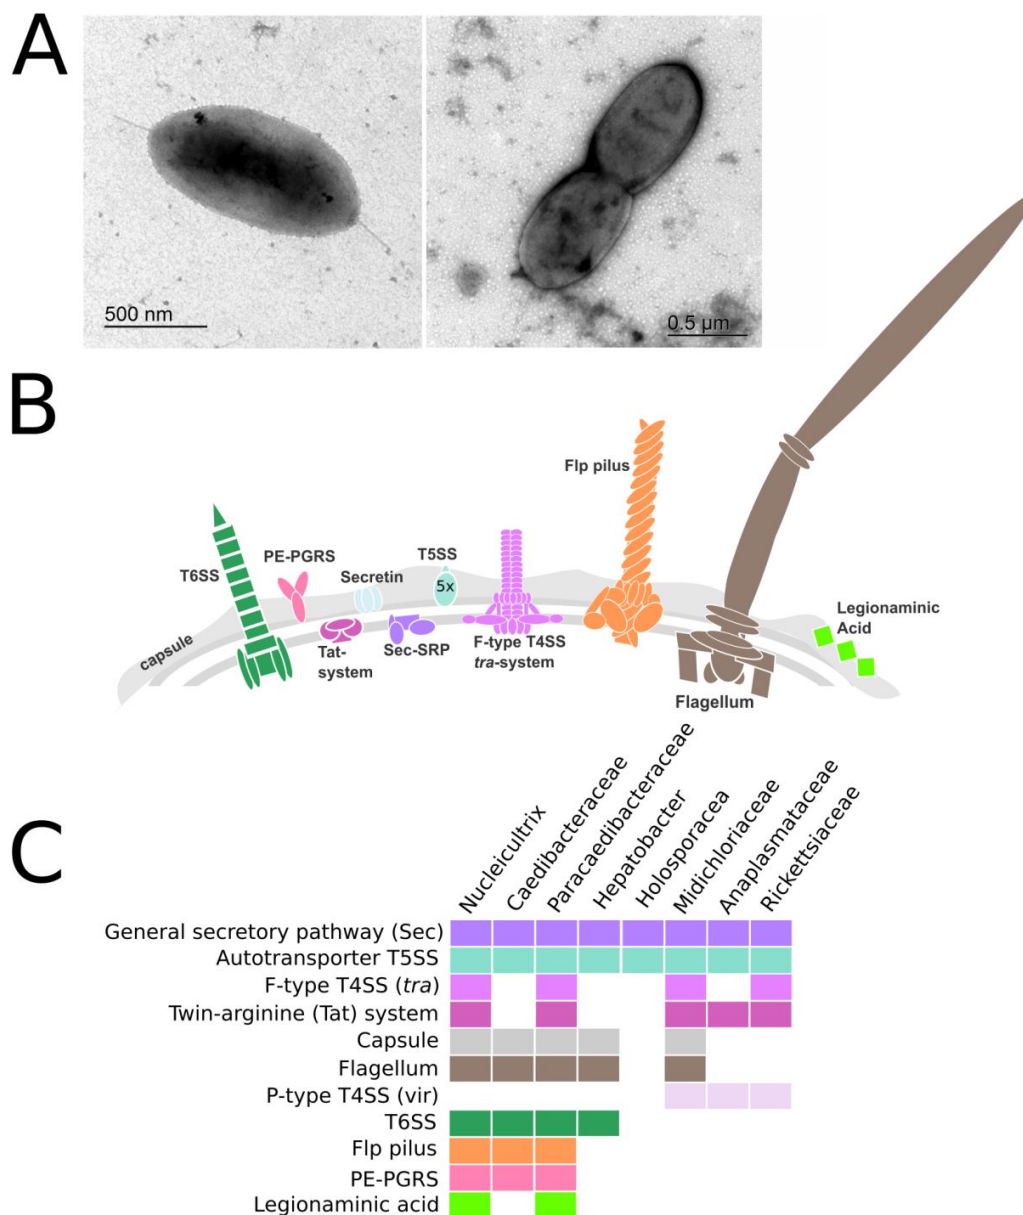 A
500 nm
0.5 µm
B
Flp pilus
PE-PGRS
T5SS
T6SS
Secretin
5x
Legionaminic
Acid
capsule
Tat-
system
Sec-SRP
F-type T4SS
tra-system
Flagellum
C
Nucleicultrix
Caedibacteraceae
Paracaedibacteraceae
Hepatobacter
Holosporacea
Midichloriaceae
Anaplasmataceae
Rickettsiaceae
General secretory pathway (Sec)
Autotransporter T5SS
F-type T4SS (tra)
Twin-arginine (Tat) system
Capsule
Flagellum
P-type T4SS (vir)
T6SS
Flp pilus
PE-PGRS
Legionaminic acid